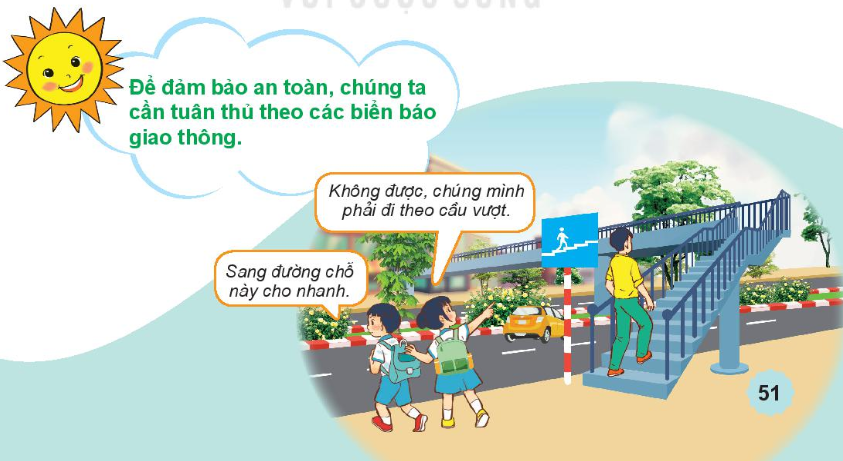 Để đảm bảo an toàn, chúng ta
cần tuân thủ theo các biển báo
giao thông.
Không được, chúng mình
phải đi theo cầu vượt.
Sang đường chỗ
này cho nhanh.
51